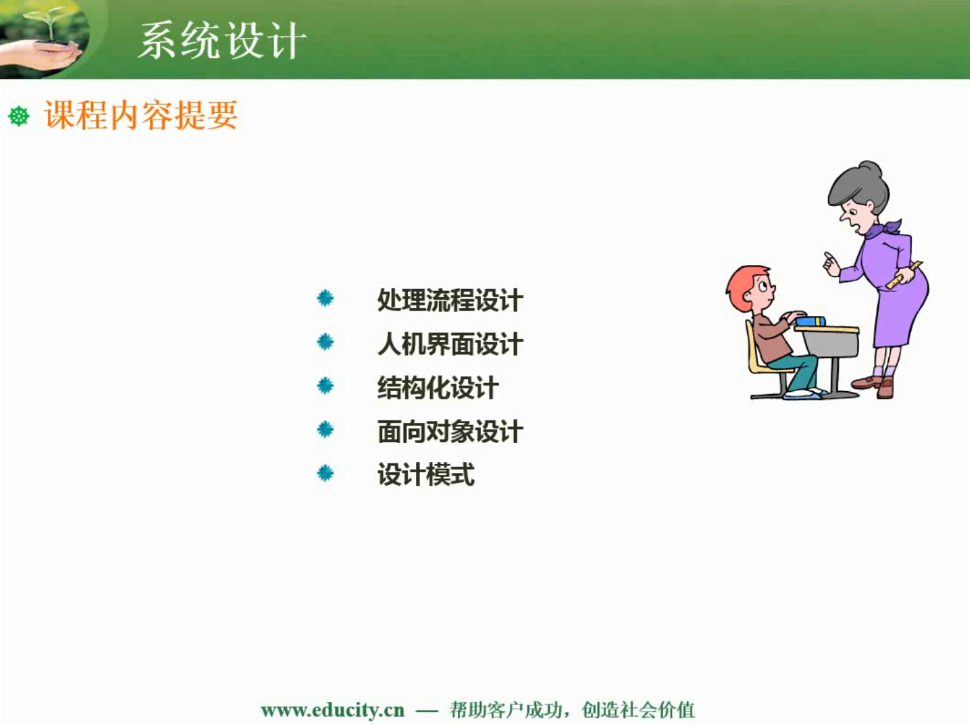 系统设计
课程内容提要
处理流程设计
人机界面设计
结构化设计
面向对象设计
设计模式
www.educity.cn — 帮助客户成功，创造社会价值